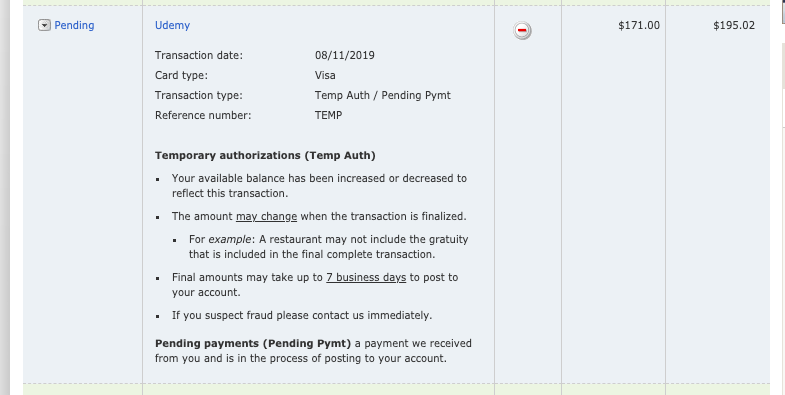 Pending Udemy $171.00 $195.02
Transaction date: 08/11/2019
Card type: Visa
Transaction type: Temp Auth / Pending Pymt
Reference number: TEMP
Temporary authorizations (Temp Auth)
▪ Your available balance has been increased or decreased to
reflect this transaction.
▪ The amount may change when the transaction is finalized.
▪ For example: A restaurant may not include the gratuity
that is included in the final complete transaction.
▪ Final amounts may take up to 7 business days to post to
your account.
▪ If you suspect fraud please contact us immediately.
Pending payments (Pending Pymt) a payment we received
from you and is in the process of posting to your account.